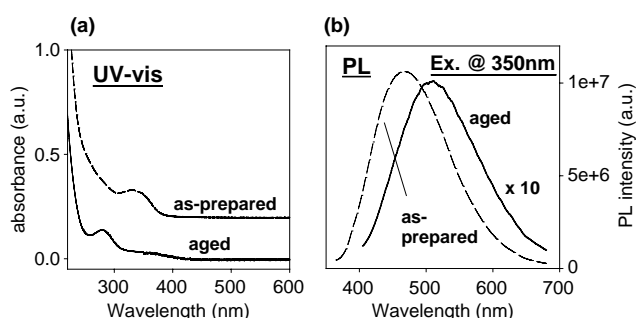 (a)
UV-vis
1.0
0.5
0.0
absorbance (a.u.)
as-prepared
aged
300 400 500 600
Wavelength (nm)
(b)
PL
Ex. @ 350nm
aged
x 10
as-
prepared
1e+7
5e+6
0
PL intensity (a.u.)
400 500 600 700
Wavelength (nm)